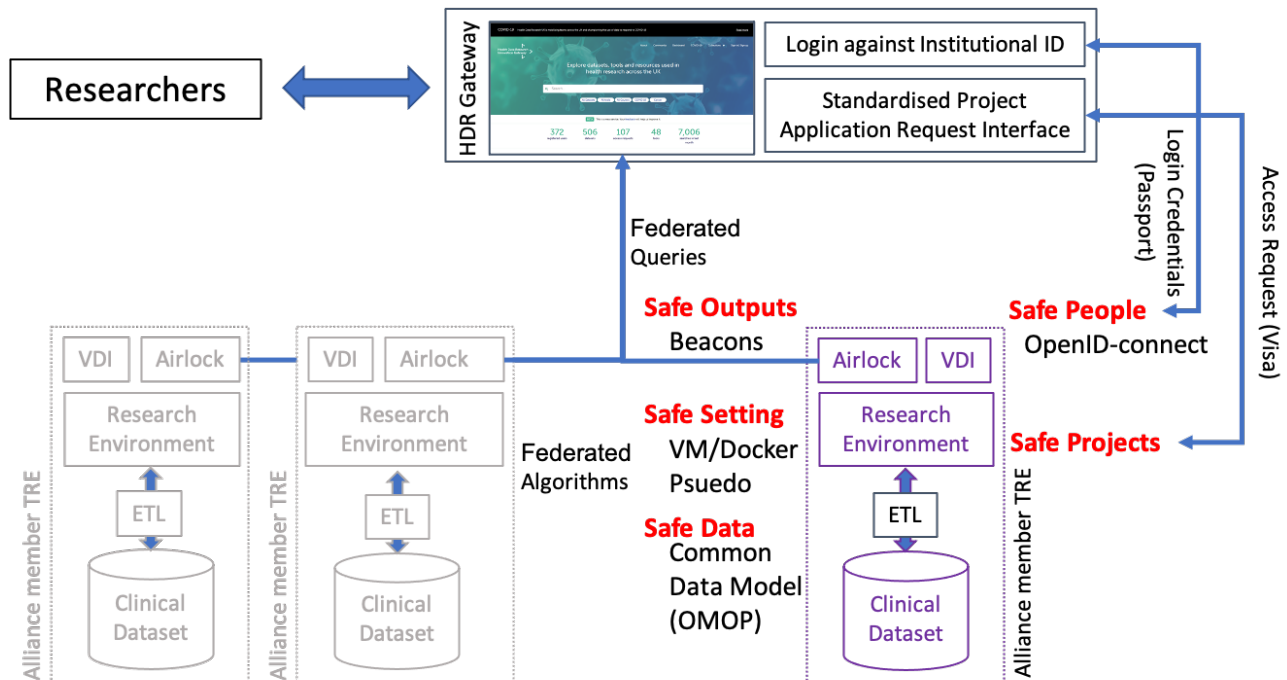 HDR Gateway
Explore datasets, tools and resources used in
health research across the UK
372
506
107
48
7,006
Login against Institutional ID
Standardised Project
Application Request Interface
Researchers
Login Credentials
(Passport)
Access Request (Visa)
Federated
Queries
Safe Outputs
Beacons
Safe People
OpenID-connect
VDI
Airlock
Research
Environment
ETL
Clinical
Dataset
Alliance member TRE
VDI
Airlock
Research
Environment
ETL
Clinical
Dataset
Alliance member TRE
Federated
Algorithms
Safe Setting
VM/Docker
Psuedo
Safe Data
Common
Data Model
(OMOP)
Airlock
VDI
Research
Environment
ETL
Clinical
Dataset
Alliance member TRE
Safe Projects